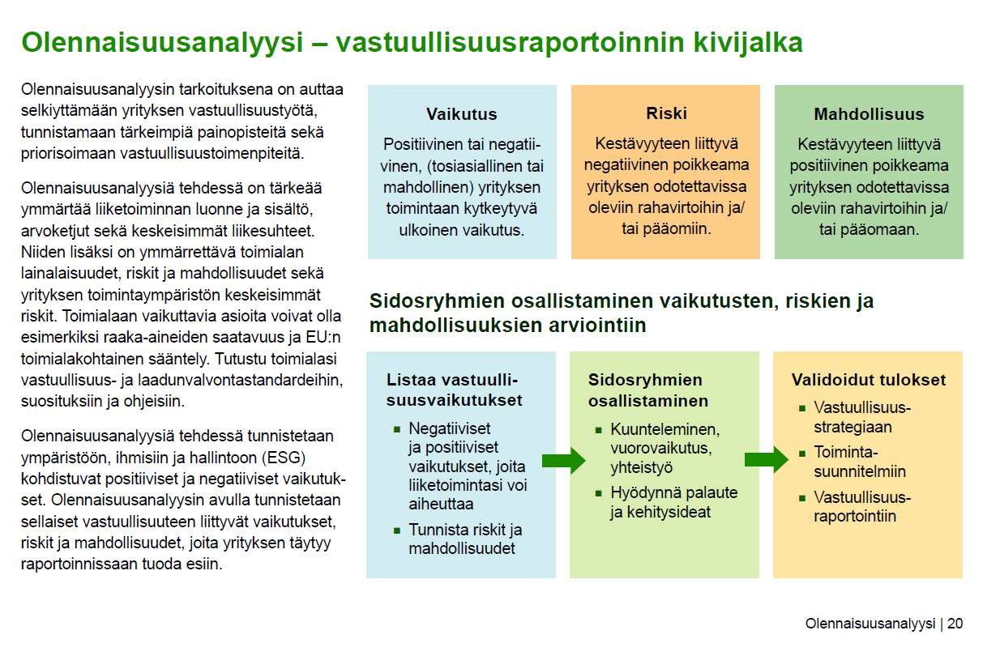 Olennaisuusanalyysi – vastuullisuusraportoinnin kivijalka
Olennaisuusanalyysin tarkoituksena on auttaa
selkiyttämään yrityksen vastuullisuustyötä,
tunnistamaan tärkeimpiä painopisteitä sekä
priorisoimaan vastuullisuustoimenpiteitä.
Olennaisuusanalyysiä tehdessä on tärkeää
ymmärtää liiketoiminnan luonne ja sisältö,
arvoketjut sekä keskeisimmät liikesuhteet.
Niiden lisäksi on ymmärrettävä toimialan
lainalaisuudet, riskit ja mahdollisuudet sekä
yrityksen toimintaympäristön keskeisimmät
riskit. Toimialaan vaikuttavia asioita voivat olla
esimerkiksi raaka-aineiden saatavuus ja EU:n
toimialakohtainen sääntely. Tutustu toimialasi
vastuullisuus- ja laadunvalvontastandardeihin,
suosituksiin ja ohjeisiin.
Olennaisuusanalyysiä tehdessä tunnistetaan
ympäristöön, ihmisiin ja hallintoon (ESG)
kohdistuvat positiiviset ja negatiiviset vaikutuk-
set. Olennaisuusanalyysin avulla tunnistetaan
sellaiset vastuullisuuteen liittyvät vaikutukset,
riskit ja mahdollisuudet, joita yrityksen täytyy
raportoinnissaan tuoda esiin.
Vaikutus
Positiivinen tai negatii-
vinen, (tosiasiallinen tai
mahdollinen) yrityksen
toimintaan kytkeytyvä
ulkoinen vaikutus.
Riski
Kestävyyteen liittyvä
negatiivinen poikkeama
yrityksen odotettavissa
oleviin rahavirtoihin ja/
tai pääomiin.
Mahdollisuus
Kestävyyteen liittyvä
positiivinen poikkeama
yrityksen odotettavissa
oleviin rahavirtoihin ja/
tai pääomaan.
Sidosryhmien osallistaminen vaikutusten, riskien ja
mahdollisuuksien arviointiin
Listaa vastuulli-
suusvaikutukset
▪ Negatiiviset
ja positiiviset
vaikutukset, joita
liiketoimintasi voi
aiheuttaa
▪ Tunnista riskit ja
mahdollisuudet
Sidosryhmien
osallistaminen
▪ Kuunteleminen,
vuorovaikutus,
yhteistyö
▪ Hyödynnä palaute
ja kehitysideat
Validoidut tulokset
▪ Vastuullisuus-
strategiaan
▪ Toiminta-
suunnitelmiin
▪ Vastuullisuus-
raportointiin
Olennaisuusanalyysi | 20